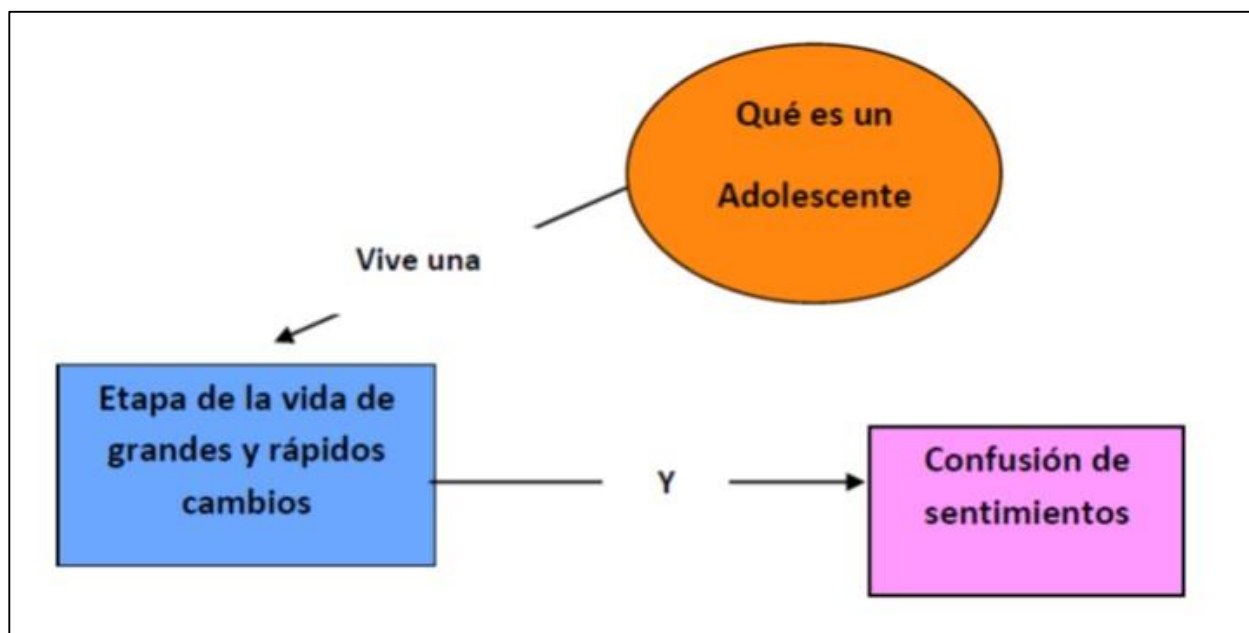 Qué es un
Adolescente
Vive una
Etapa de la vida de
grandes y rápidos
cambios
Y
Confusión de
sentimientos